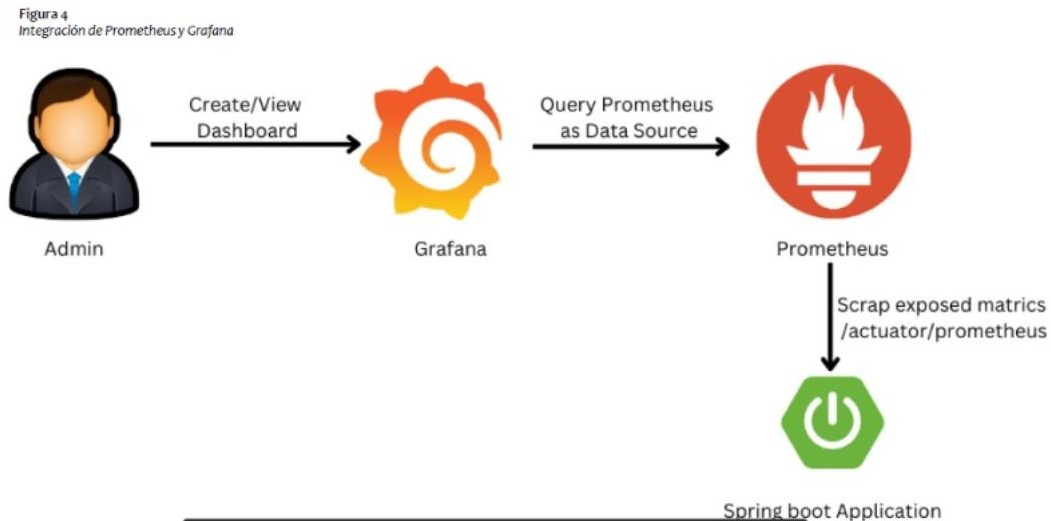 Figura 4
Integración de Prometheus y Grafana
Create/View
Dashboard
Query Prometheus
as Data Source
Admin
Grafana
Prometheus
Scrap exposed matrics
/actuator/prometheus
Spring boot Application